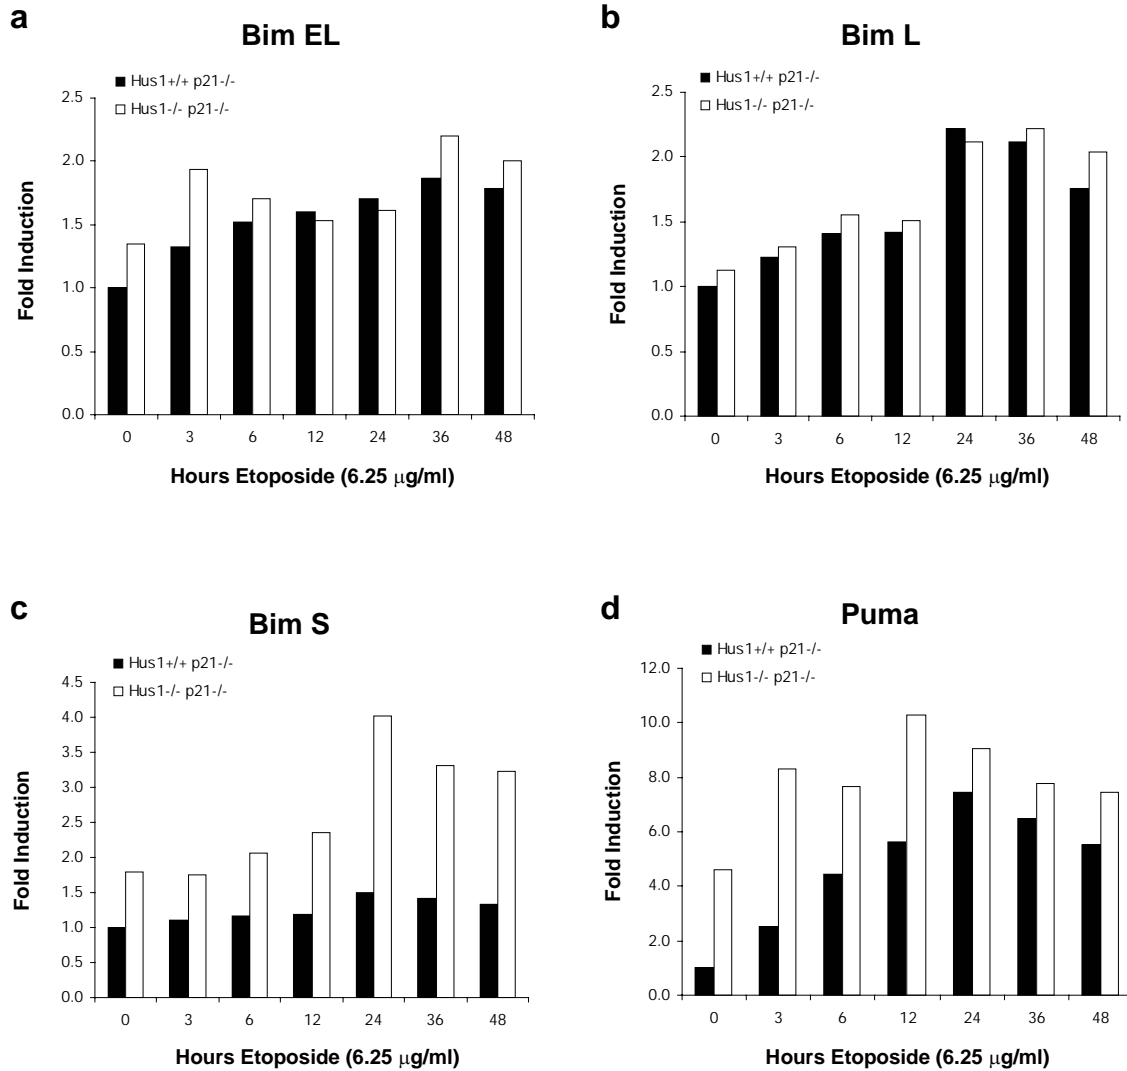 a
Bim EL
Hus1+/+ p21-/-
Hus1-/- p21-/-
2.5
2.0
1.5
1.0
0.5
0.0
Fold Induction
0 3 6 12 24 36 48
Hours Etoposide (6.25 μg/ml)
b
Bim L
Hus1+/+ p21-/-
Hus1-/- p21-/-
2.5
2.0
1.5
1.0
0.5
0.0
Fold Induction
0 3 6 12 24 36 48
Hours Etoposide (6.25 μg/ml)
c
Bim S
Hus1+/+ p21-/-
Hus1-/- p21-/-
4.5
4.0
3.5
3.0
2.5
2.0
1.5
1.0
0.5
0.0
Fold Induction
0 3 6 12 24 36 48
Hours Etoposide (6.25 μg/ml)
d
Puma
Hus1+/+ p21-/-
Hus1-/- p21-/-
12.0
10.0
8.0
6.0
4.0
2.0
0.0
Fold Induction
0 3 6 12 24 36 48
Hours Etoposide (6.25 μg/ml)